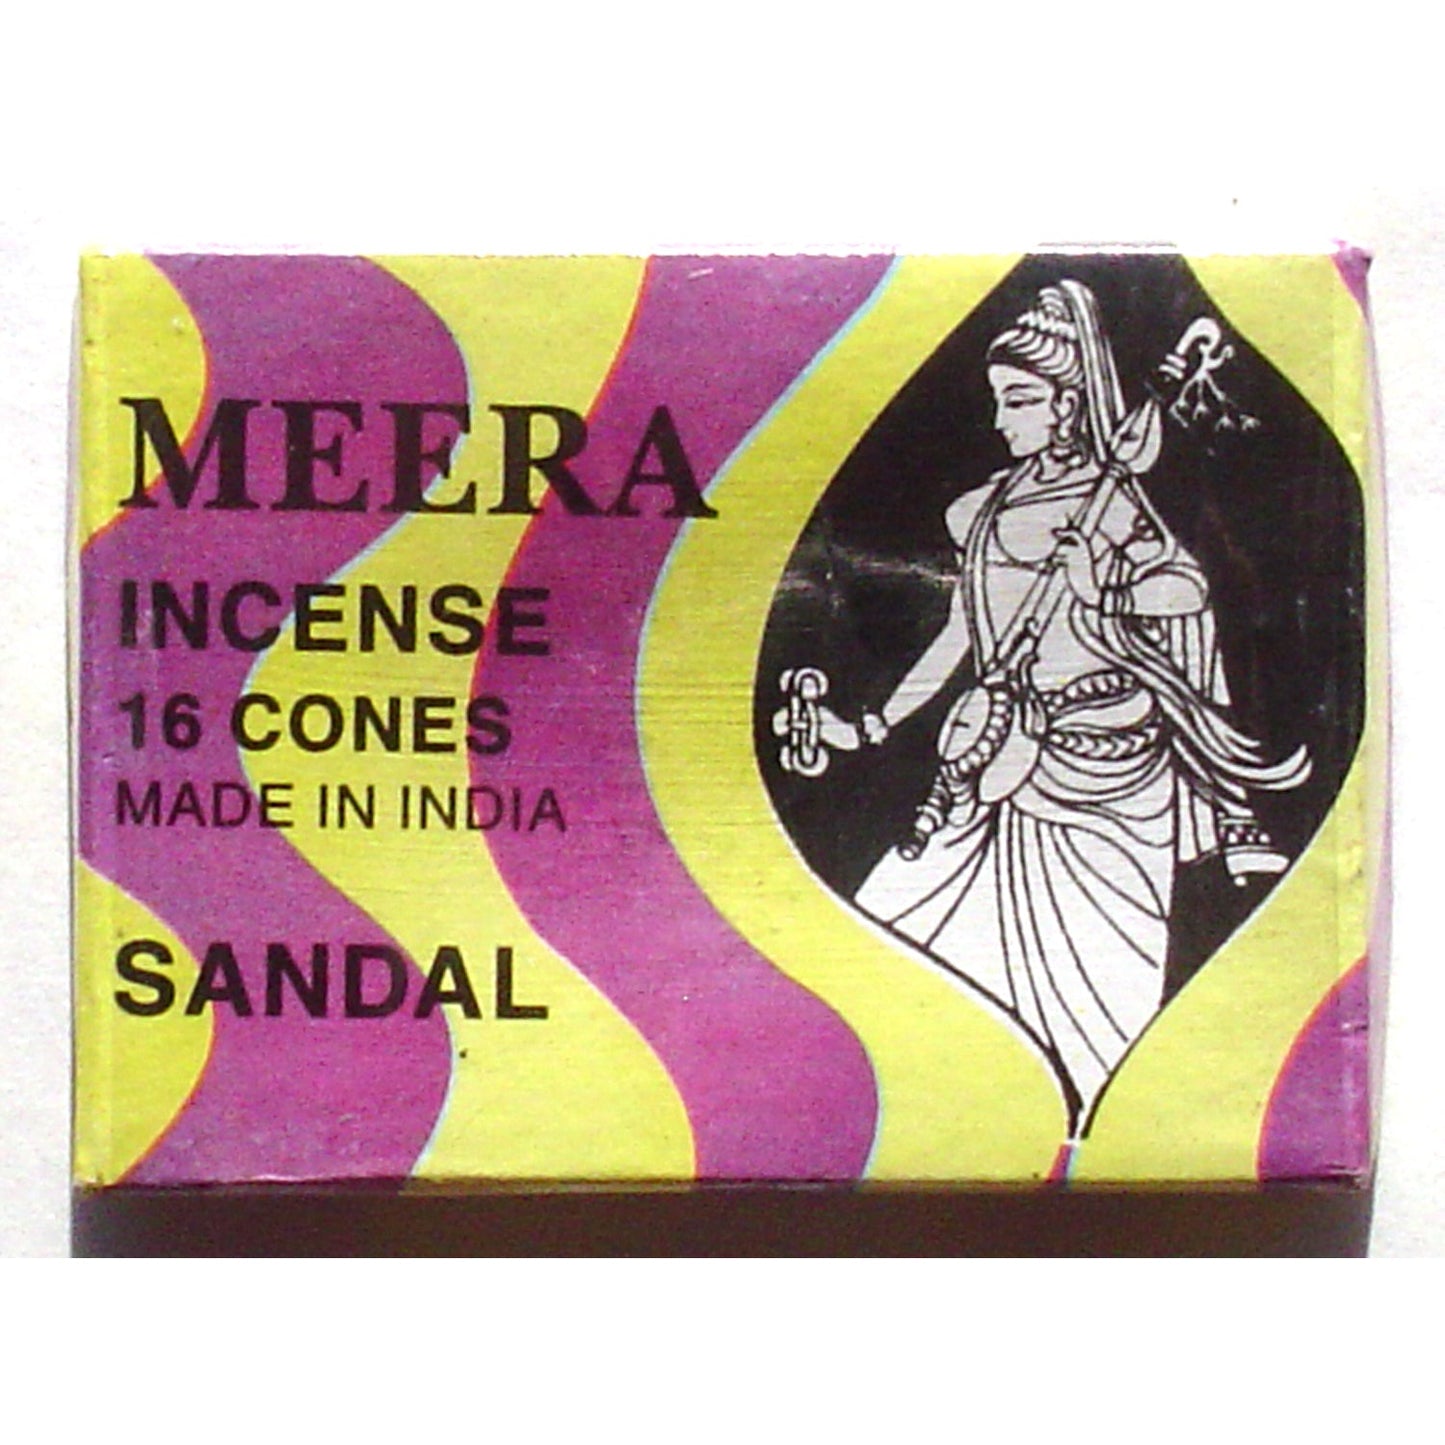 MEERA
INCENSE
16 CONES
MADE IN INDIA
SANDAL